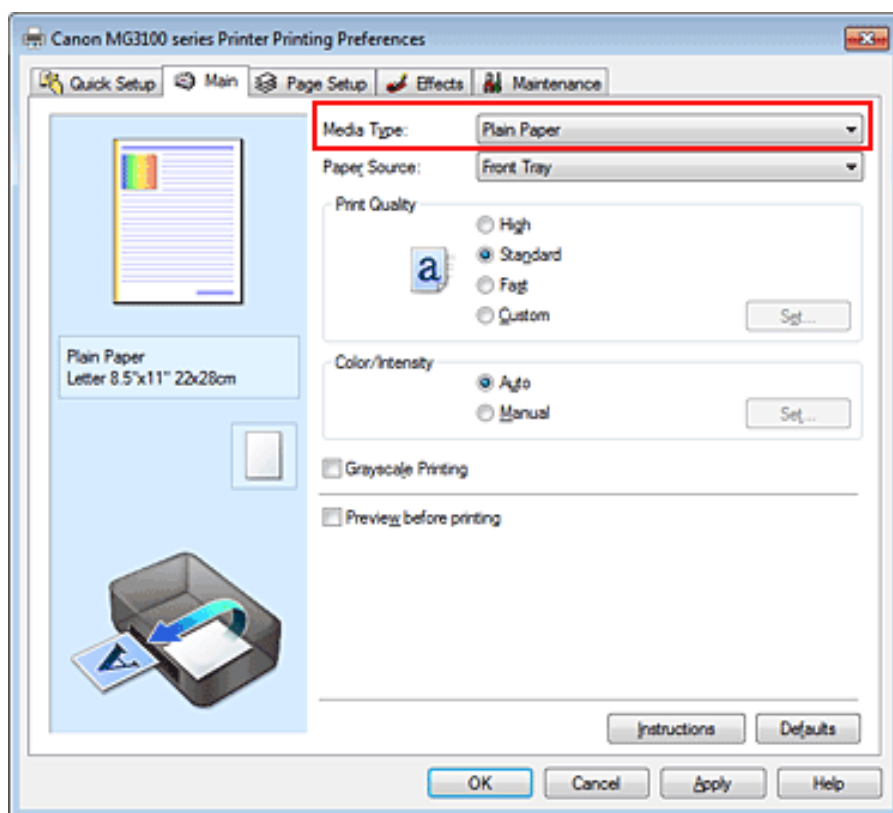 Canon MG3100 series Printer Printing Preferences
Quick Setup Main Page Setup Effects Maintenance
Media Type: Plain Paper
Paper Source: Front Tray
Print Quality
High
a Standard
Fast
Custom Set...
Plain Paper
Letter 8.5"x11" 22x28cm
Color/Intensity
Auto
Manual Set...
Grayscale Printing
Preview before printing
A
Instructions Defaults
OK Cancel Apply Help